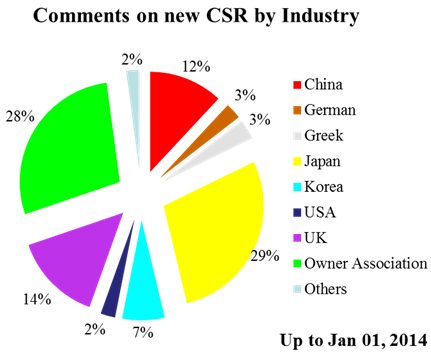 Comments on new CSR by Industry
2%
12%
3%
3%
28%
29%
14%
2%
7%
China
German
Greek
Japan
Korea
USA
UK
Owner Association
Others
Up to Jan 01, 2014